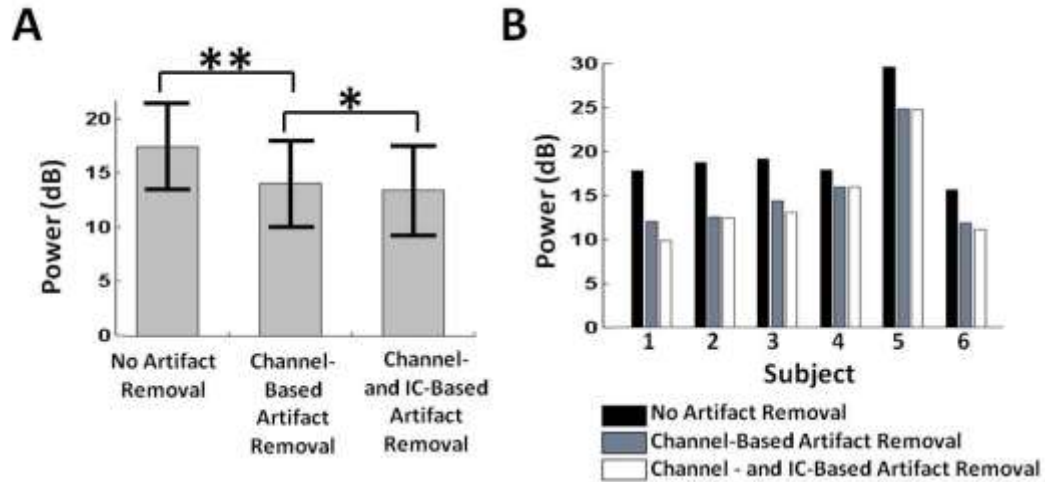 A
**
*
Power (dB)
20
15
10
5
0
No Artifact
Removal
Channel-
Based
Artifact
Removal
Channel-
and IC-Based
Artifact
Removal
B
Power (dB)
30
25
20
15
10
5
0
1 2 3 4 5 6
Subject
No Artifact Removal
Channel-Based Artifact Removal
Channel - and IC-Based Artifact Removal